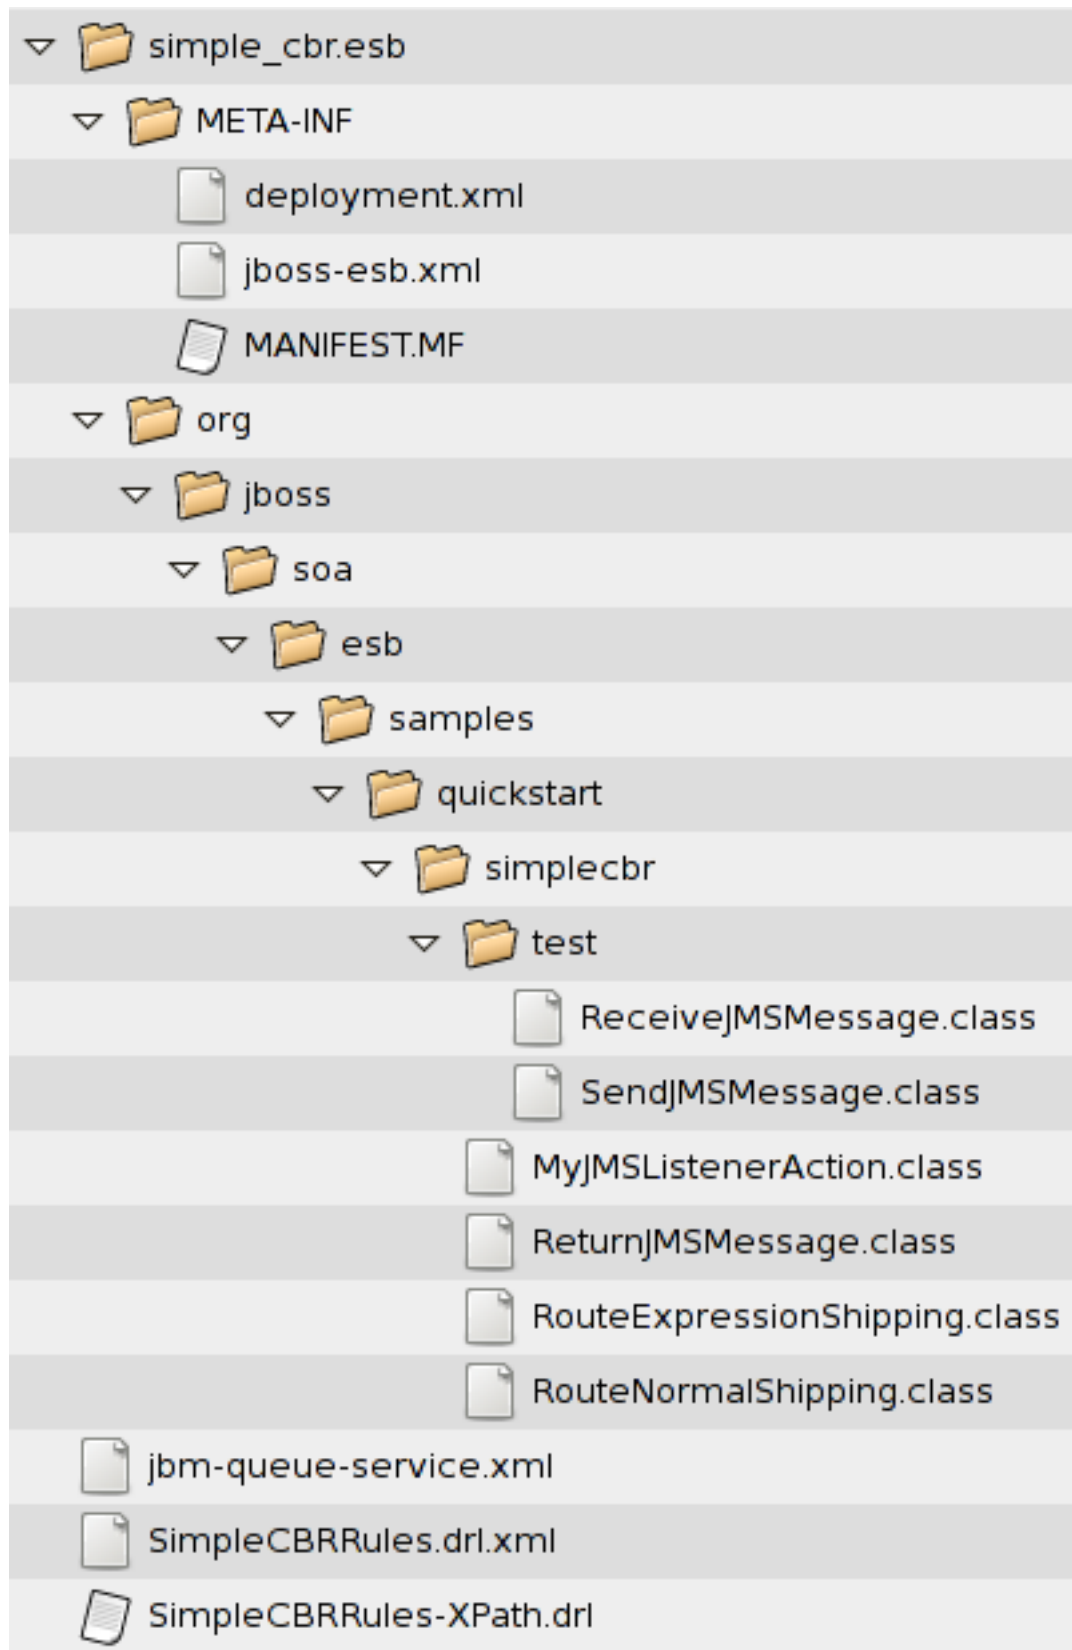 simple_cbr.esb
META-INF
deployment.xml
jboss-esb.xml
MANIFEST.MF
org
jboss
soa
esb
samples
quickstart
simplecbr
test
ReceiveJMSMessage.class
SendJMSMessage.class
MyJMSListenerAction.class
ReturnJMSMessage.class
RouteExpressionShipping.class
RouteNormalShipping.class
jbm-queue-service.xml
SimpleCBRRules.drl.xml
SimpleCBRRules-XPath.drl